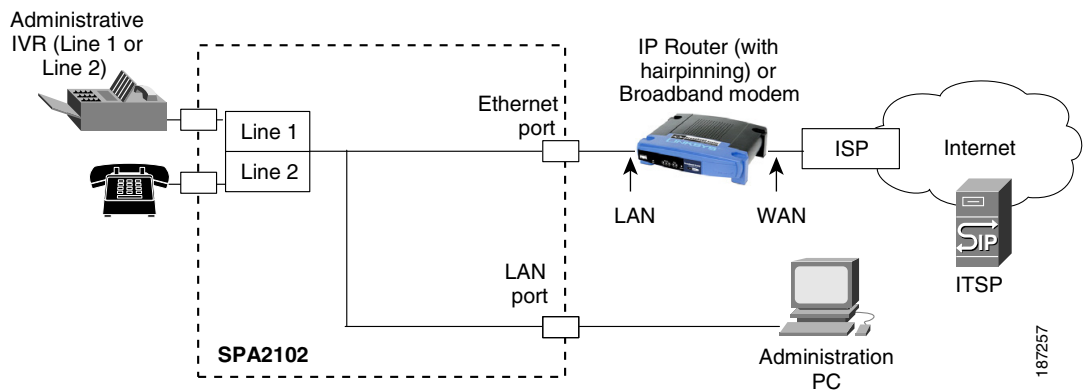 Administrative
IVR (Line 1 or
Line 2)
IP Router (with
hairpinning) or
Broadband modem
Ethernet
port
Line 1
Line 2
ISP
Internet
LAN
WAN
SIP
ITSP
LAN
port
SPA2102
Administration
PC
187257